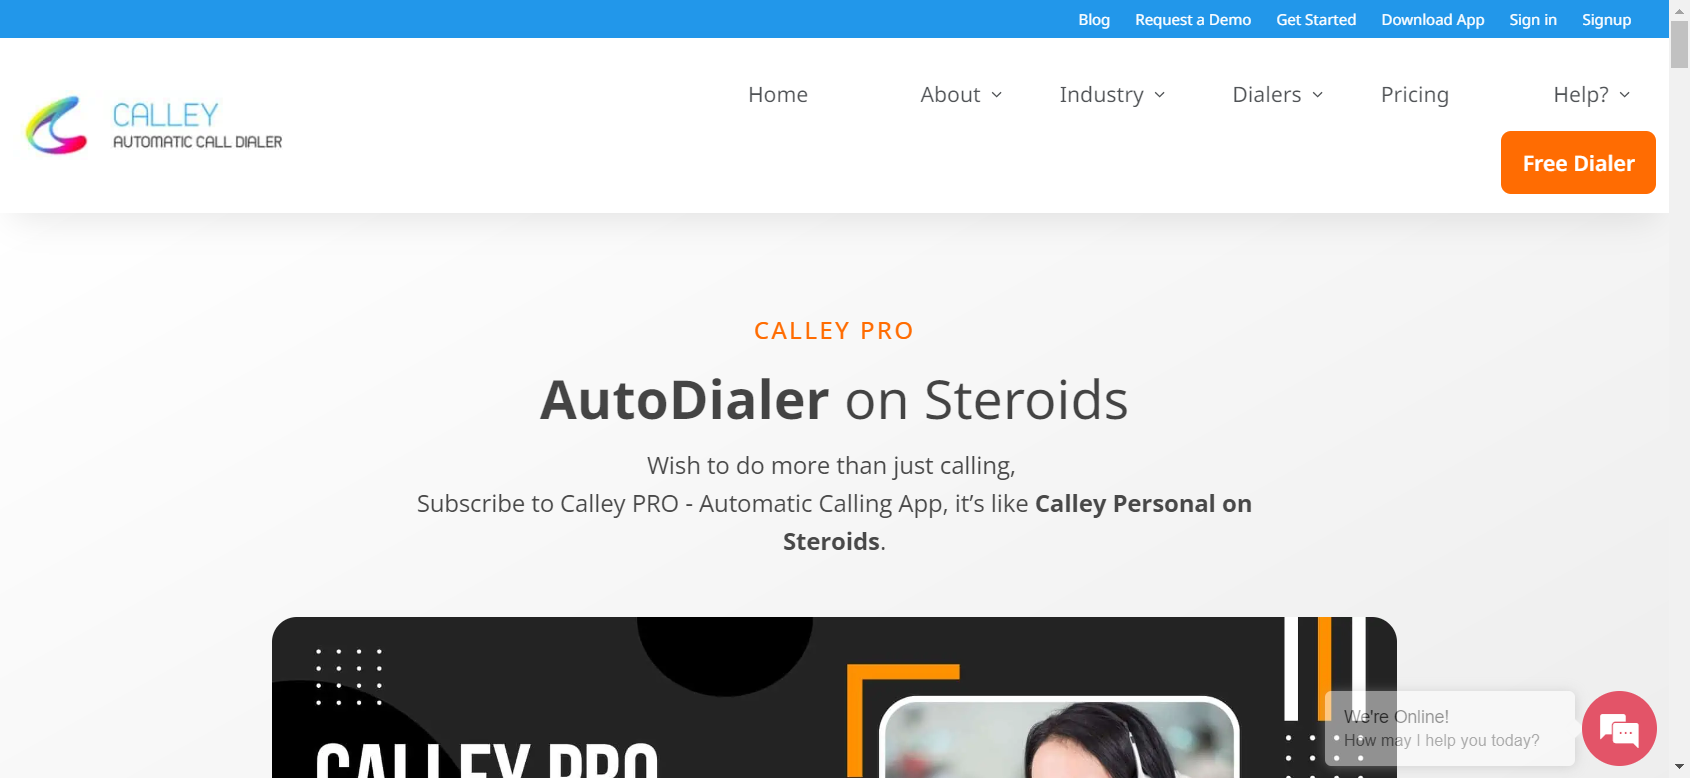 Blog Request a Demo Get Started Download App Sign in Signup
CALLEY
AUTOMATIC CALL DIALER
Home About Industry Dialers Pricing Help?
Free Dialer
CALLEY PRO
AutoDialer on Steroids
Wish to do more than just calling,
Subscribe to Calley PRO - Automatic Calling App, it’s like Calley Personal on
Steroids.
CALLEY PRO
We're Online!
How may I help you today?